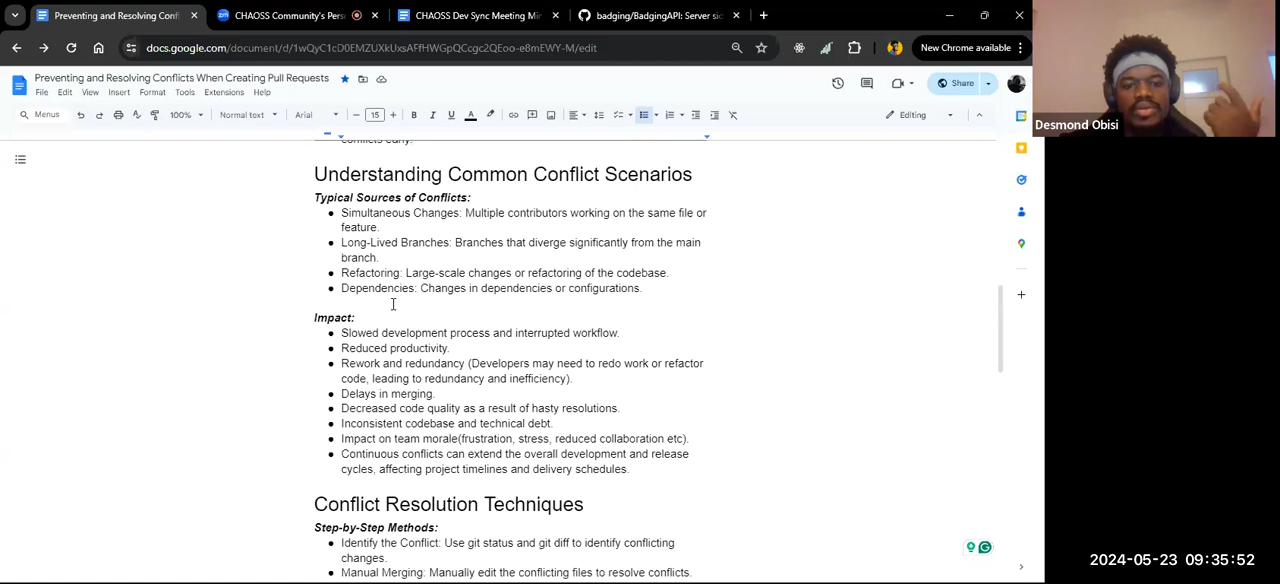 Preventing and Resolving Confl
CHAOSS Community's Pers
CHAOSS Dev Sync Meeting Min
badging/BadgingAPI: Server sid
docs.google.com/document/d/1wQyC1cD0EMZUXkUxsAFfHWGpQCcgc2QEoo-e8mEWY-M/edit
New Chrome available
Preventing and Resolving Conflicts When Creating Pull Requests
File Edit View Insert Format Tools Extensions Help
Share
Menus
100%
Normal text
Arial
15
B I U A
Editing
Desmond Obisi
conflicts early.
Understanding Common Conflict Scenarios
Typical Sources of Conflicts:
Simultaneous Changes: Multiple contributors working on the same file or
feature.
Long-Lived Branches: Branches that diverge significantly from the main
branch.
Refactoring: Large-scale changes or refactoring of the codebase.
Dependencies: Changes in dependencies or configurations.
Impact:
Slowed development process and interrupted workflow.
Reduced productivity.
Rework and redundancy (Developers may need to redo work or refactor
code, leading to redundancy and inefficiency).
Delays in merging.
Decreased code quality as a result of hasty resolutions.
Inconsistent codebase and technical debt.
Impact on team morale(frustration, stress, reduced collaboration etc).
Continuous conflicts can extend the overall development and release
cycles, affecting project timelines and delivery schedules.
Conflict Resolution Techniques
Step-by-Step Methods:
Identify the Conflict: Use git status and git diff to identify conflicting
changes.
Manual Merging: Manually edit the conflicting files to resolve conflicts.
2024-05-23 09:35:52